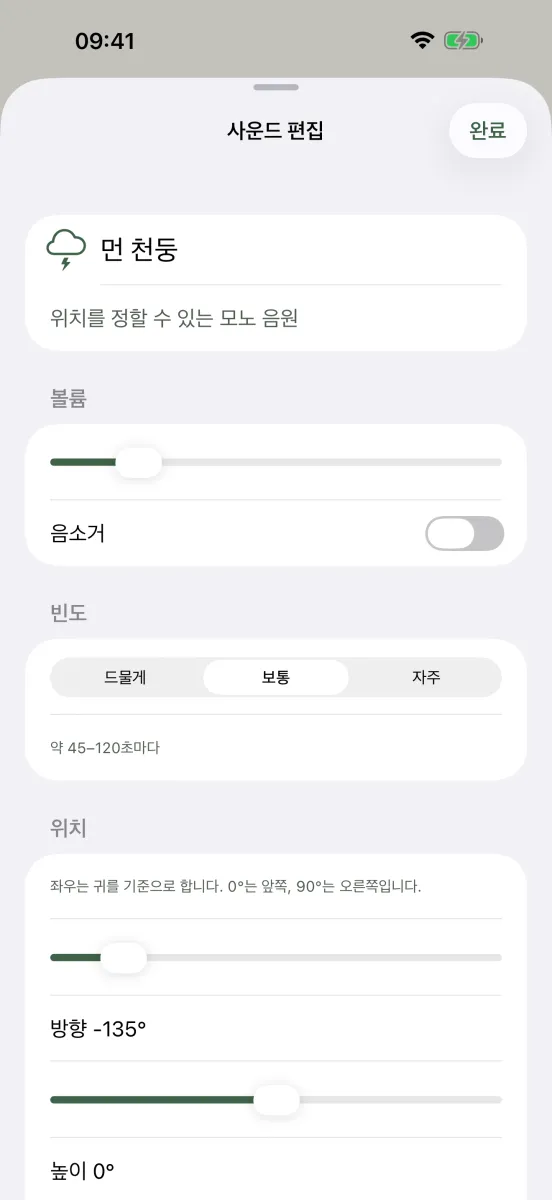 09:41
사운드 편집
완료
먼 천둥
위치를 정할 수 있는 모노 음원
볼륨
음소거
빈도
드물게
보통
자주
약 45–120초마다
위치
좌우는 귀를 기준으로 합니다. 0°는 앞쪽, 90°는 오른쪽입니다.
방향 -135°
높이 0°